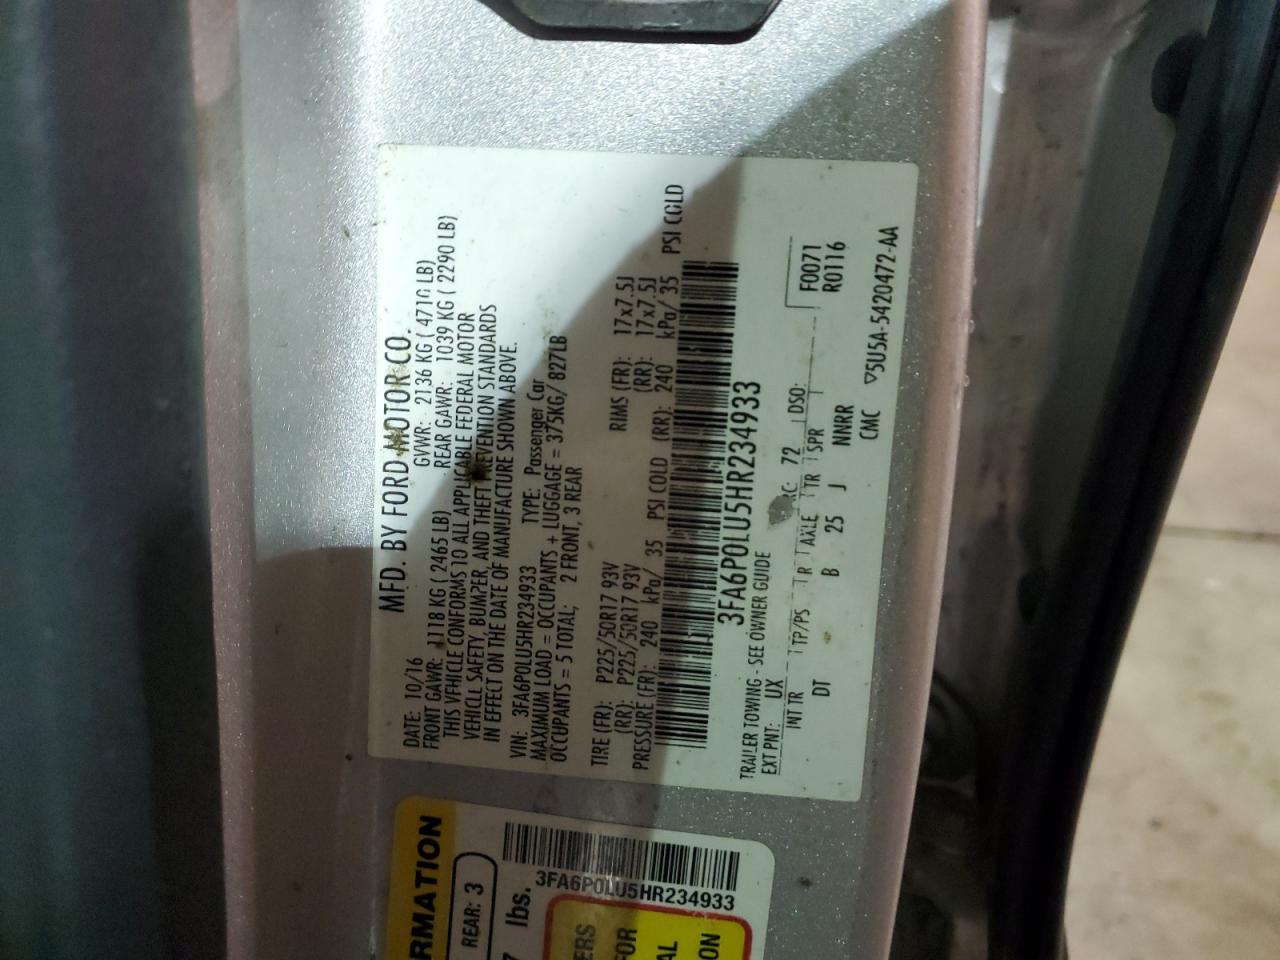 MFD. BY FORD MOTOR CO.
DATE: 10/16 GVWR: 2136 KG ( 4710 LB)
FRONT GAWR: 1118 KG ( 2465 LB) REAR GAWR: 1039 KG ( 2290 LB)
THIS VEHICLE CONFORMS TO ALL APPLICABLE FEDERAL MOTOR
VEHICLE SAFETY, BUMPER, AND THEFT PREVENTION STANDARDS
IN EFFECT ON THE DATE OF MANUFACTURE SHOWN ABOVE.
VIN: 3FA6P0LU5HR234933 TYPE: Passenger Car
MAXIMUM LOAD = OCCUPANTS + LUGGAGE = 375KG/ 827LB
OCCUPANTS = 5 TOTAL; 2 FRONT, 3 REAR
TIRE (FR): P225/50R17 93V RIMS (FR): 17x7.5J
(RR): P225/50R17 93V (RR): 17x7.5J
PRESSURE (FR): 240 kPa/ 35 PSI COLD (RR): 240 kPa/ 35 PSI COLD
3FA6P0LU5HR234933
TRAILER TOWING - SEE OWNER GUIDE
EXT PNT: UX RC: 72 DSO: F0071
R0116
INT TR TP/PS R AXLE TR SPR
DT B 25 J NNRR
CMC ▽5U5A-5420472-AA
RMATION
REAR: 3
7 lbs.
3FA6P0LU5HR234933
ERS
FOR
AL
ON